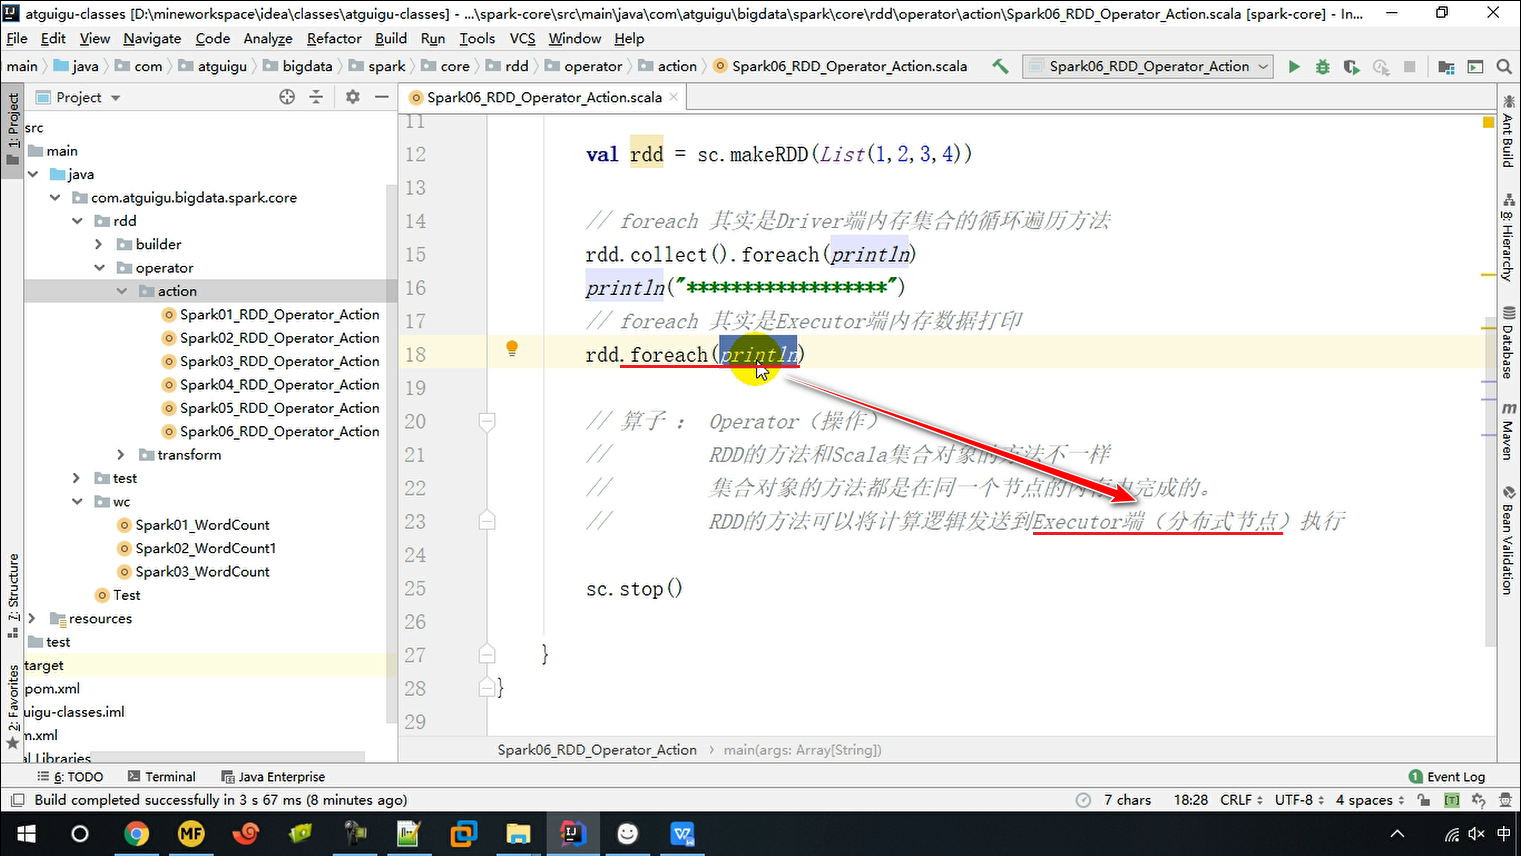 atguigu-classes [D:\mineworkspace\idea\classes\atguigu-classes] - ...\spark-core\src\main\java\com\atguigu\bigdata\spark\core\rdd\operator\action\Spark06_RDD_Operator_Action.scala [spark-core] - In...
File Edit View Navigate Code Analyze Refactor Build Run Tools VCS Window Help
main java com atguigu bigdata spark core rdd operator action Spark06_RDD_Operator_Action.scala Spark06_RDD_Operator_Action
Project Spark06_RDD_Operator_Action.scala
1: Project
7: Structure
2: Favorites
src
main
java
com.atguigu.bigdata.spark.core
rdd
builder
operator
action
Spark01_RDD_Operator_Action
Spark02_RDD_Operator_Action
Spark03_RDD_Operator_Action
Spark04_RDD_Operator_Action
Spark05_RDD_Operator_Action
Spark06_RDD_Operator_Action
transform
test
wc
Spark01_WordCount
Spark02_WordCount1
Spark03_WordCount
Test
resources
test
target
pom.xml
uigu-classes.iml
m.xml
al Libraries
11
12 val rdd = sc.makeRDD(List(1,2,3,4))
13
14 // foreach 其实是Driver端内存集合的循环遍历方法
15 rdd.collect().foreach(println)
16 println("******************")
17 // foreach 其实是Executor端内存数据打印
18 rdd.foreach(println)
19
20 // 算子 : Operator（操作）
21 // RDD的方法和Scala集合对象的方法不一样
22 // 集合对象的方法都是在同一个节点的内存中完成的。
23 // RDD的方法可以将计算逻辑发送到Executor端（分布式节点）执行
24
25 sc.stop()
26
27 }
28 }
29
Spark06_RDD_Operator_Action main(args: Array[String])
Ant Build
8: Hierarchy
Database
Maven
Bean Validation
6: TODO Terminal Java Enterprise 1 Event Log
Build completed successfully in 3 s 67 ms (8 minutes ago) 7 chars 18:28 CRLF UTF-8 4 spaces [T]
MF 中